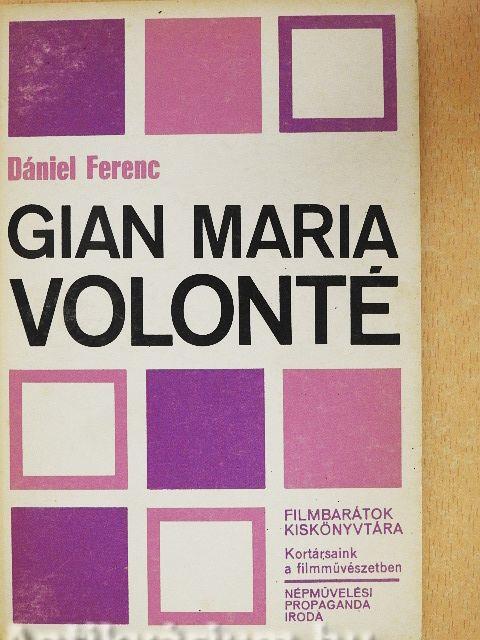 Dániel Ferenc
GIAN MARIA
VOLONTÉ
FILMBARÁTOK
KISKÖNYVTÁRA
Kortársaink
a filmművészetben
NÉPMŰVELÉSI
PROPAGANDA
IRODA